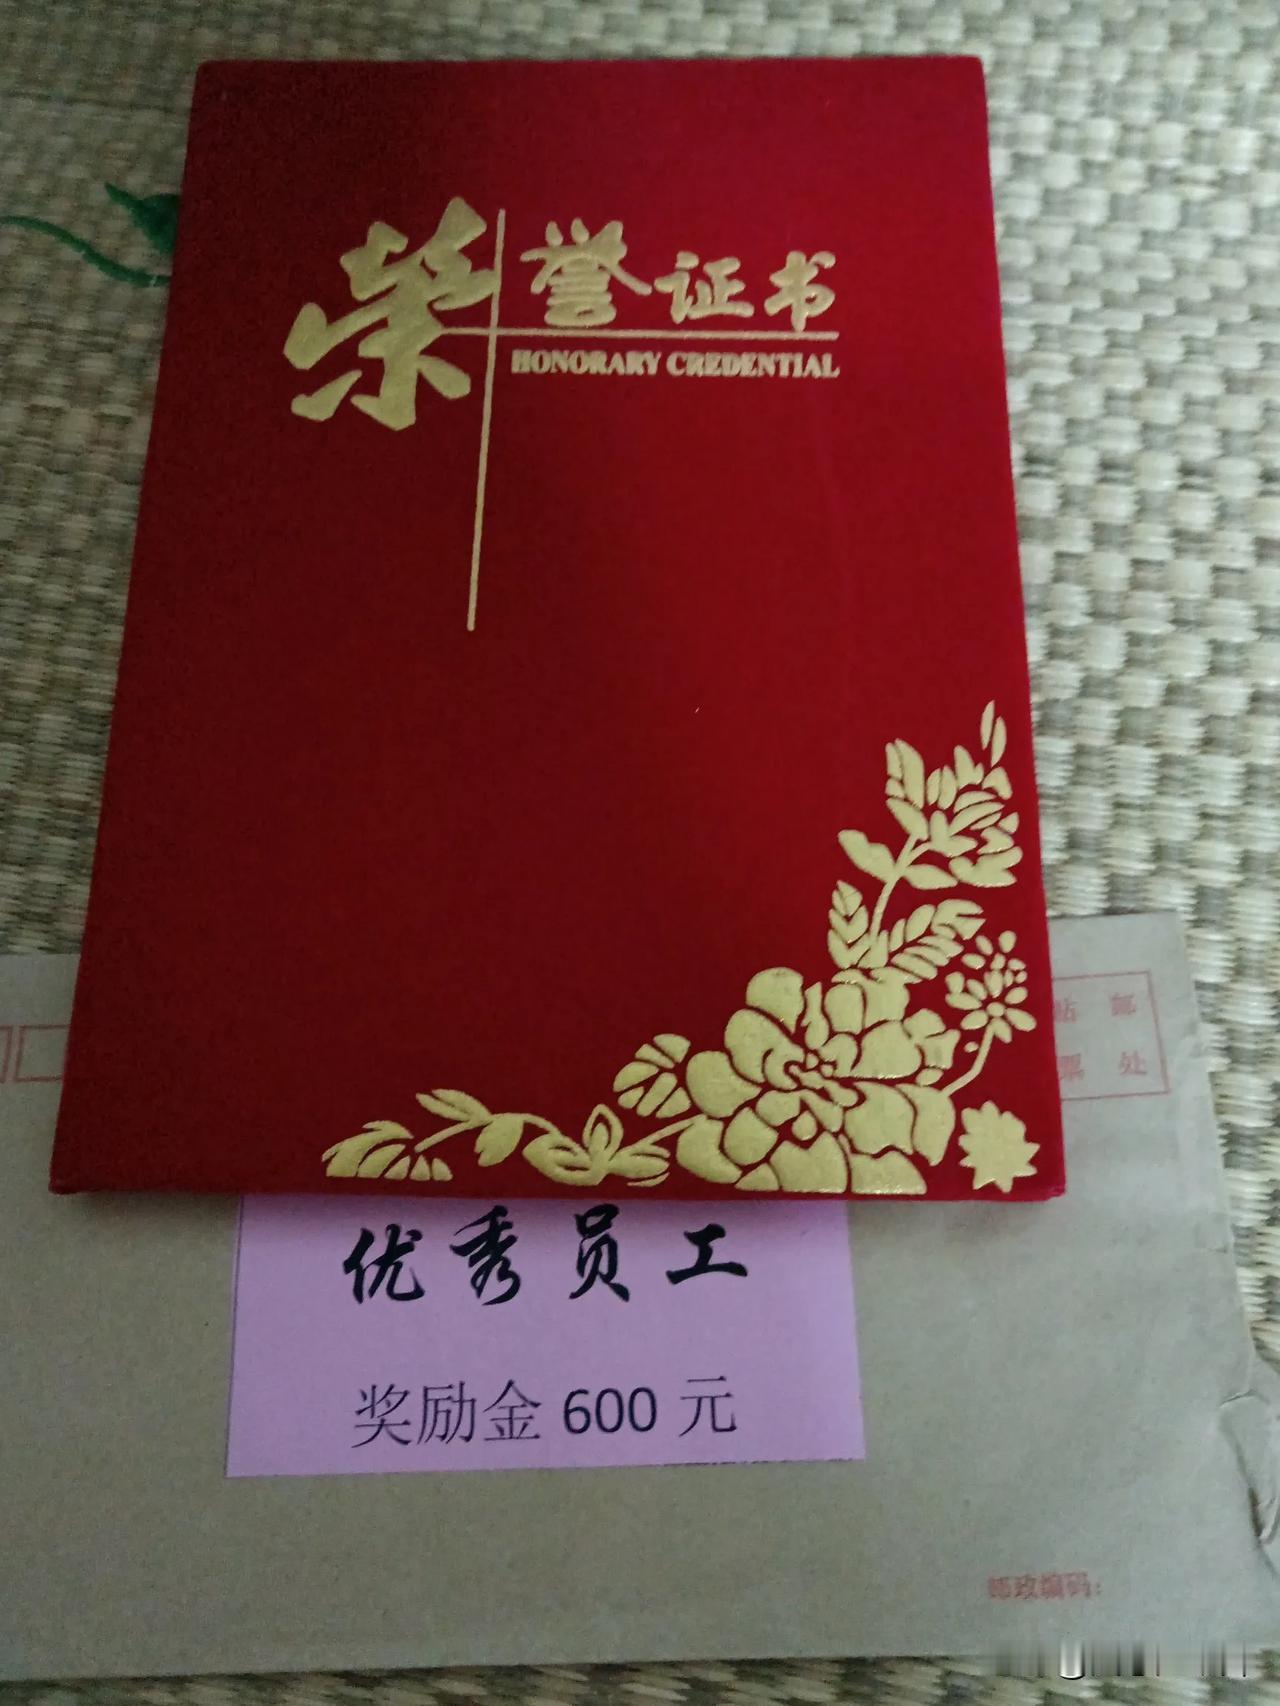 荣誉证书
HONORARY CREDENTIAL
贴 邮
票 处
优秀员工
奖励金 600 元
邮政编码：